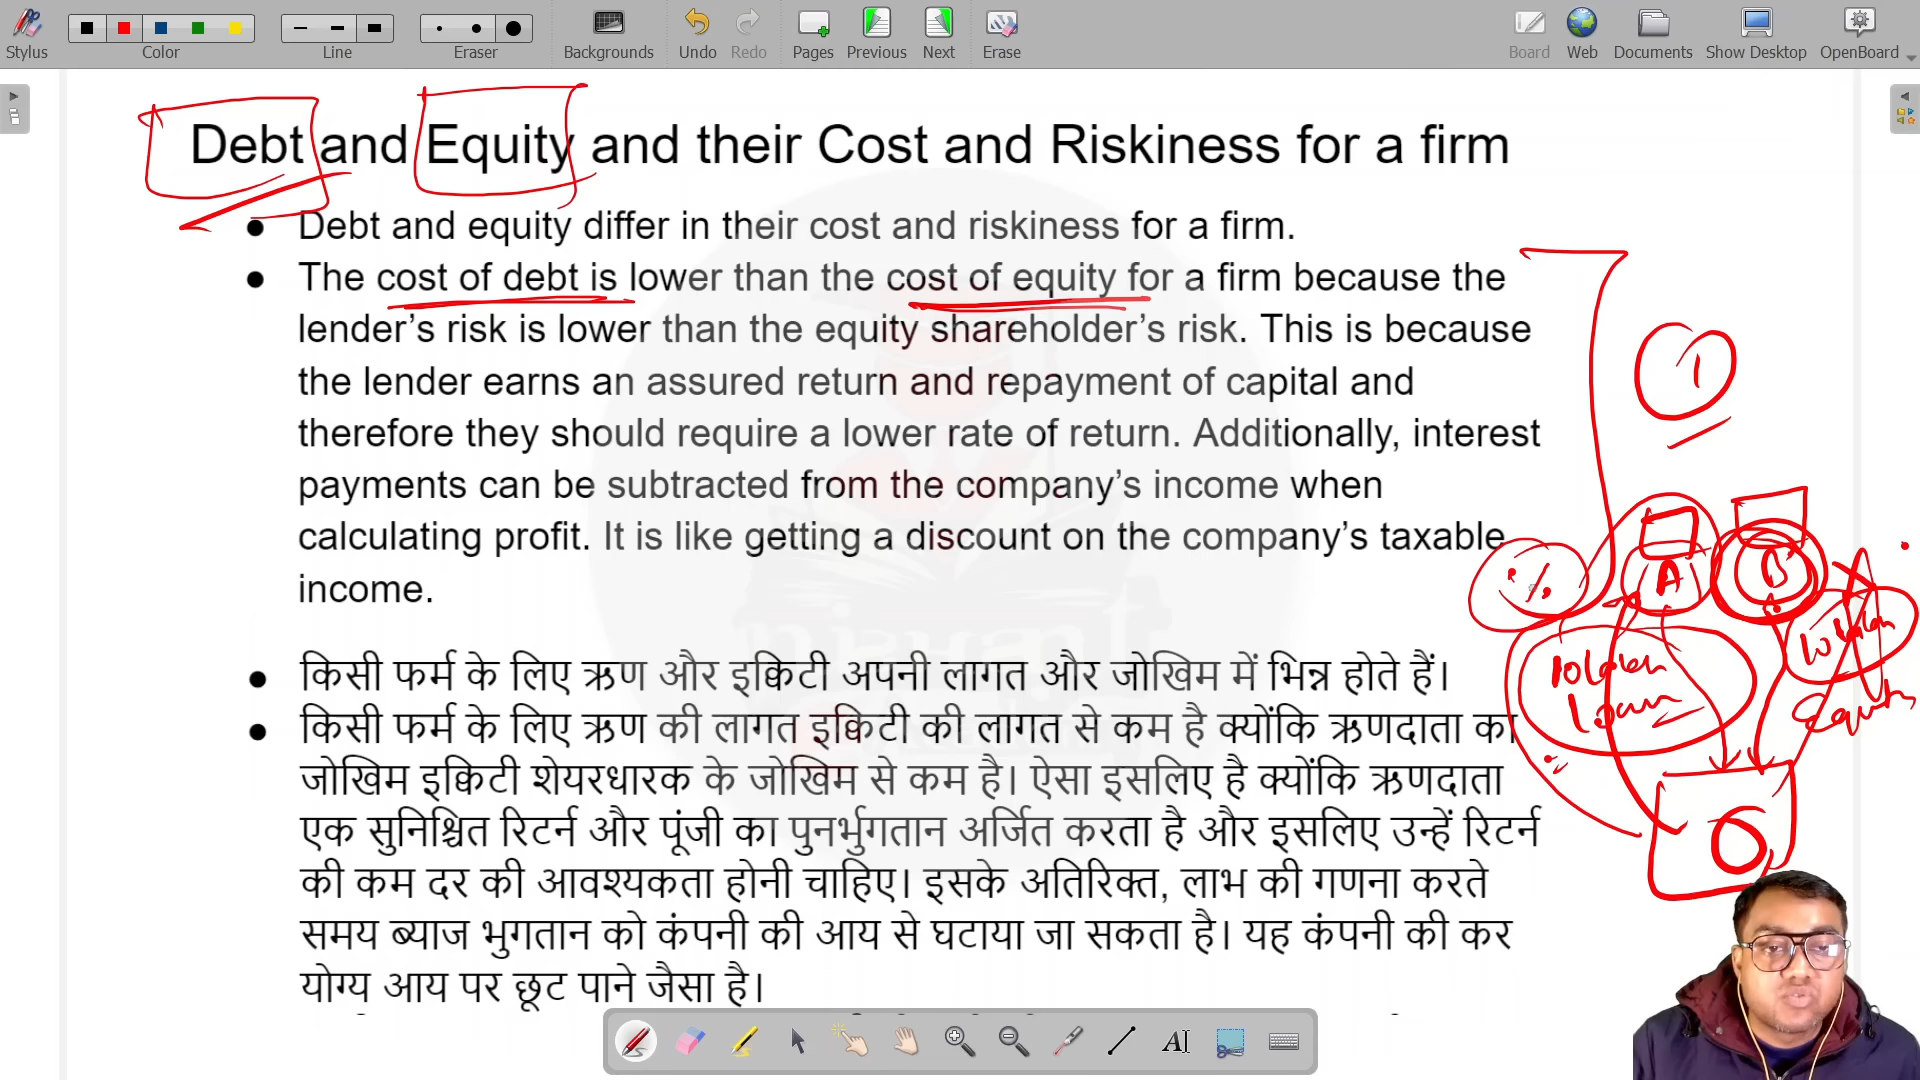 Stylus
Color
Line
Eraser
Backgrounds
Undo
Redo
Pages
Previous
Next
Erase
Board
Web
Documents
Show Desktop
OpenBoard
Debt and Equity and their Cost and Riskiness for a firm
● Debt and equity differ in their cost and riskiness for a firm.
● The cost of debt is lower than the cost of equity for a firm because the
lender’s risk is lower than the equity shareholder’s risk. This is because
the lender earns an assured return and repayment of capital and
therefore they should require a lower rate of return. Additionally, interest
payments can be subtracted from the company’s income when
calculating profit. It is like getting a discount on the company’s taxable
income.
1
%
A
B
10 lakh
Loan
Equity
● किसी फर्म के लिए ऋण और इक्विटी अपनी लागत और जोखिम में भिन्न होते हैं।
● किसी फर्म के लिए ऋण की लागत इक्विटी की लागत से कम है क्योंकि ऋणदाता का
जोखिम इक्विटी शेयरधारक के जोखिम से कम है। ऐसा इसलिए है क्योंकि ऋणदाता
एक सुनिश्चित रिटर्न और पूंजी का पुनर्भुगतान अर्जित करता है और इसलिए उन्हें रिटर्न
की कम दर की आवश्यकता होनी चाहिए। इसके अतिरिक्त, लाभ की गणना करते
समय ब्याज भुगतान को कंपनी की आय से घटाया जा सकता है। यह कंपनी की कर
योग्य आय पर छूट पाने जैसा है।